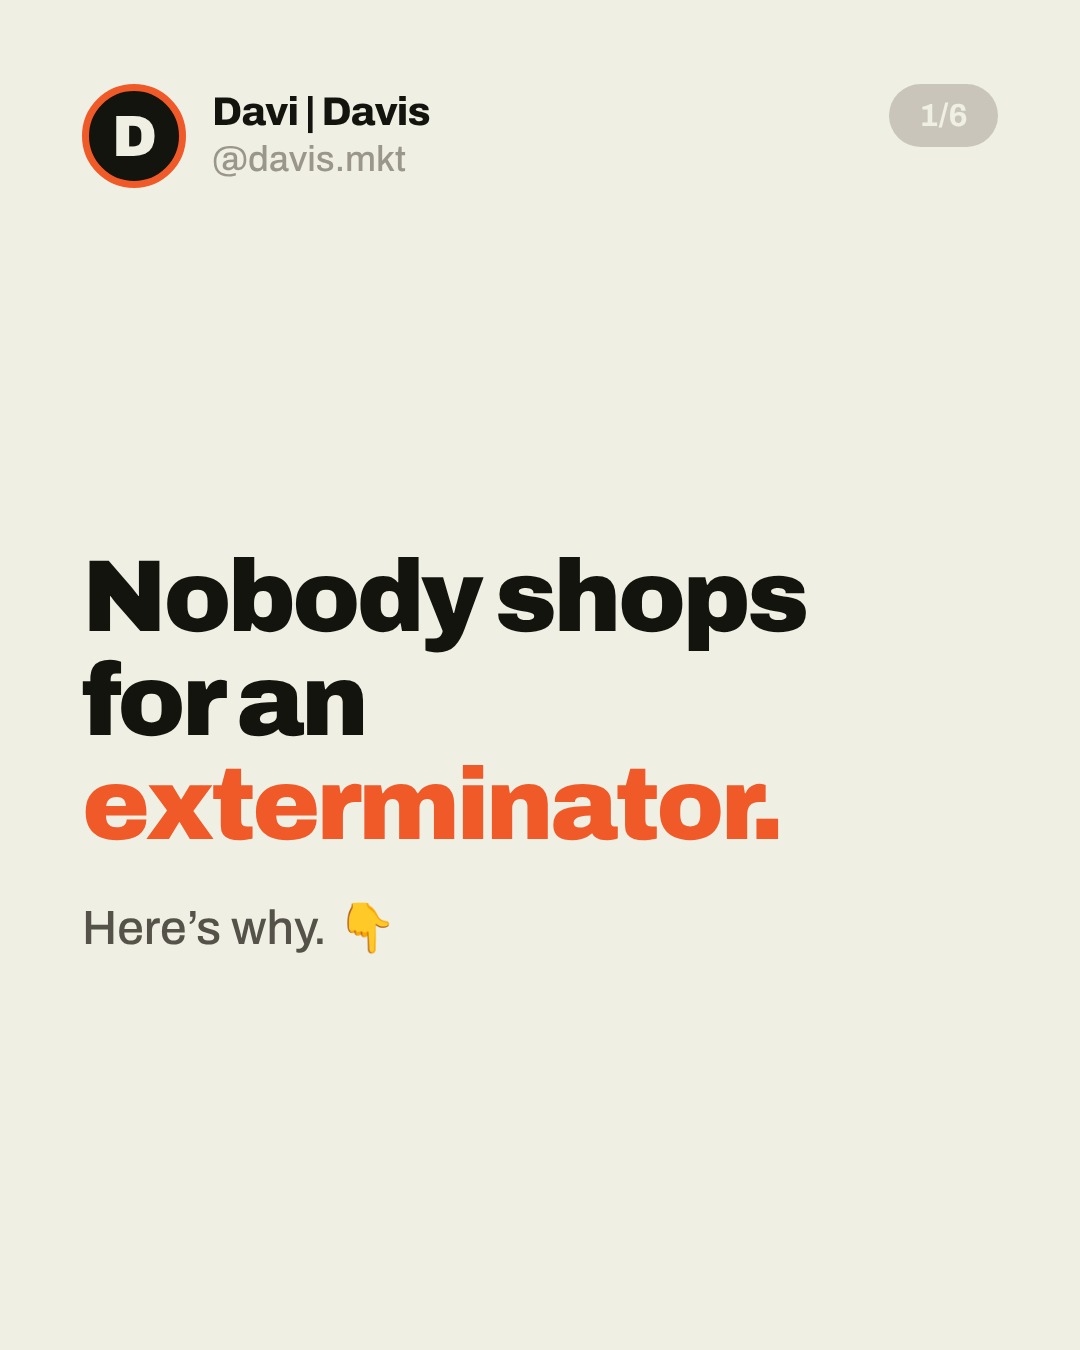 D
Davi | Davis
@davis.mkt
1/6
Nobody shops
for an
exterminator.
Here’s why. 👇